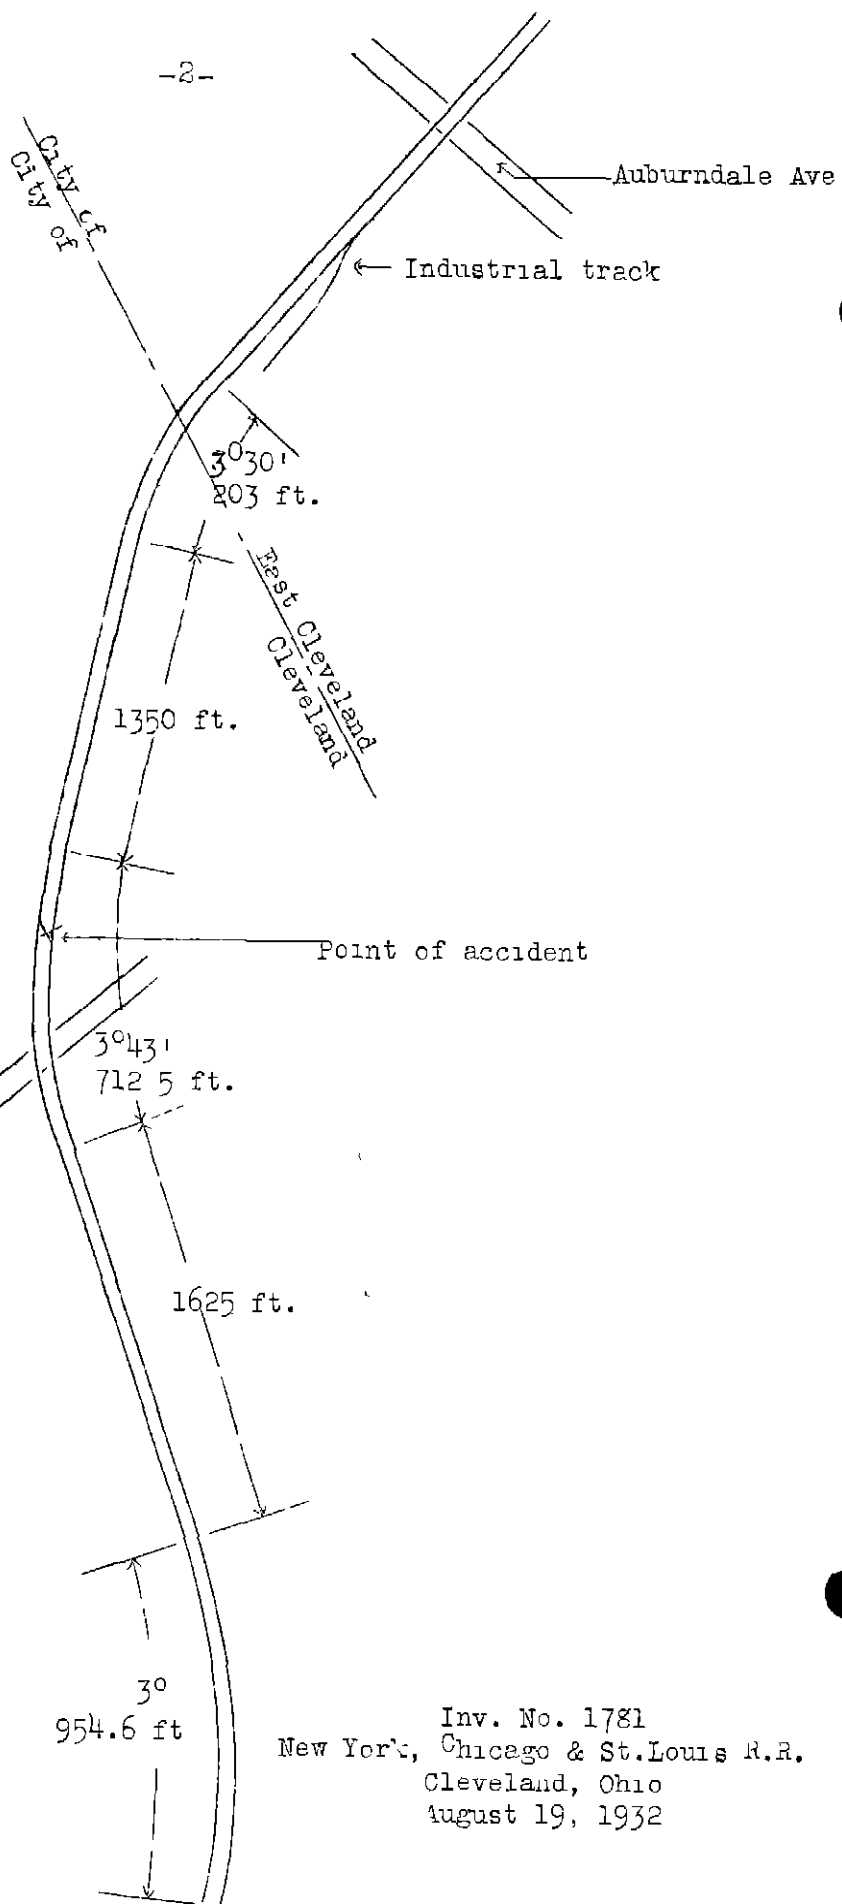 -2-
Auburndale Ave
City of
City of
Industrial track
3°30'
203 ft.
East Cleveland
Cleveland
1350 ft.
Point of accident
3°43'
712 5 ft.
1625 ft.
3°
954.6 ft
Inv. No. 1781
New York, Chicago & St.Louis R.R.
Cleveland, Ohio
August 19, 1932